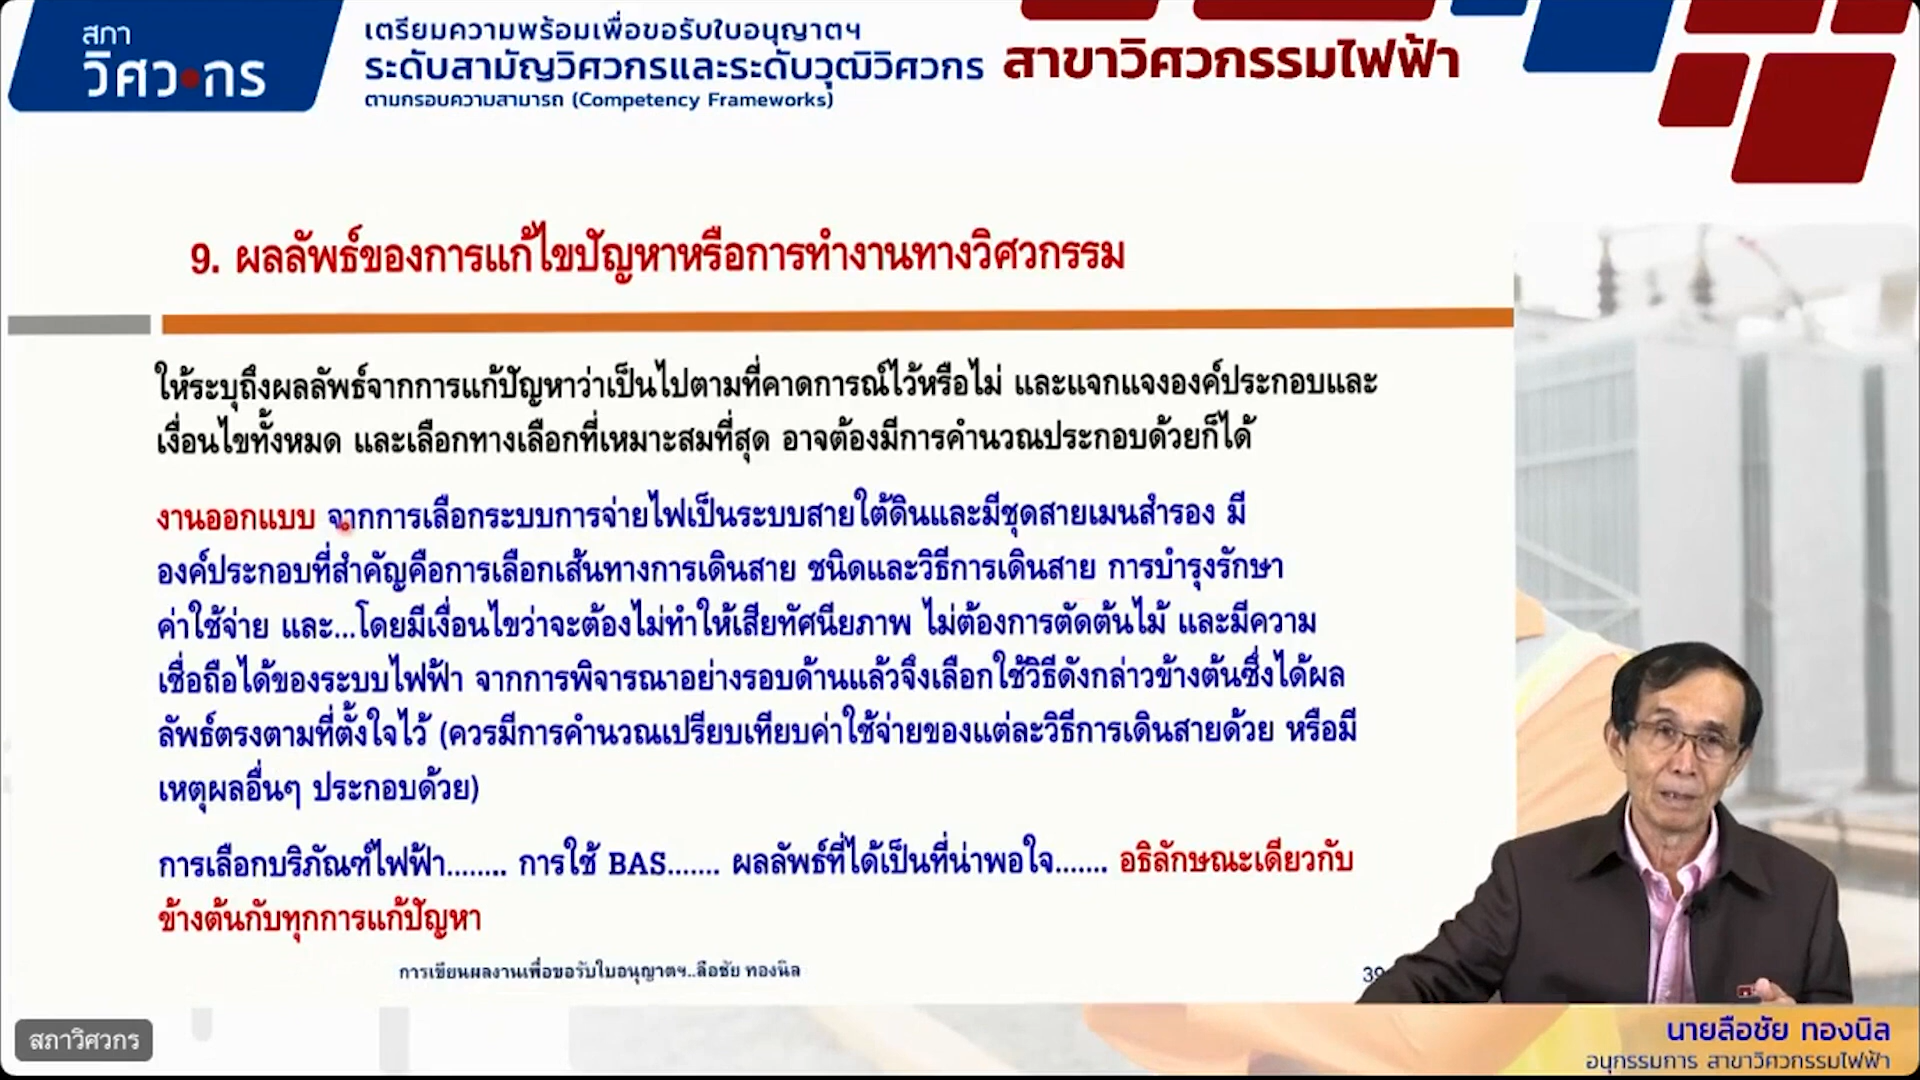 สภา
วิศวกร
เตรียมความพร้อมเพื่อขอรับใบอนุญาตฯ
ระดับสามัญวิศวกรและระดับวุฒิวิศวกร สาขาวิศวกรรมไฟฟ้า
ตามกรอบความสามารถ (Competency Frameworks)
9. ผลลัพธ์ของการแก้ไขปัญหาหรือการทำงานทางวิศวกรรม
ให้ระบุถึงผลลัพธ์จากการแก้ปัญหาว่าเป็นไปตามที่คาดการณ์ไว้หรือไม่ และแจกแจงองค์ประกอบและ
เงื่อนไขทั้งหมด และเลือกทางเลือกที่เหมาะสมที่สุด อาจต้องมีการคำนวณประกอบด้วยก็ได้
งานออกแบบ จากการเลือกระบบการจ่ายไฟเป็นระบบสายใต้ดินและมีชุดสายเมนสำรอง มี
องค์ประกอบที่สำคัญคือการเลือกเส้นทางการเดินสาย ชนิดและวิธีการเดินสาย การบำรุงรักษา
ค่าใช้จ่าย และ...โดยมีเงื่อนไขว่าจะต้องไม่ทำให้เสียทัศนียภาพ ไม่ต้องการตัดต้นไม้ และมีความ
เชื่อถือได้ของระบบไฟฟ้า จากการพิจารณาอย่างรอบด้านแล้วจึงเลือกใช้วิธีดังกล่าวข้างต้นซึ่งได้ผล
ลัพธ์ตรงตามที่ตั้งใจไว้ (ควรมีการคำนวณเปรียบเทียบค่าใช้จ่ายของแต่ละวิธีการเดินสายด้วย หรือมี
เหตุผลอื่นๆ ประกอบด้วย)
การเลือกบริภัณฑ์ไฟฟ้า........ การใช้ BAS....... ผลลัพธ์ที่ได้เป็นที่น่าพอใจ....... อธิลักษณะเดียวกับ
ข้างต้นกับทุกการแก้ปัญหา
การเขียนผลงานเพื่อขอรับใบอนุญาตฯ..ลือชัย ทองนิล
39
สภาวิศวกร
นายลือชัย ทองนิล
อนุกรรมการ สาขาวิศวกรรมไฟฟ้า